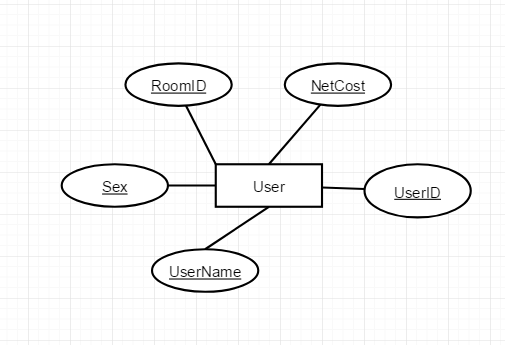 RoomID
NetCost
Sex
User
UserID
UserName